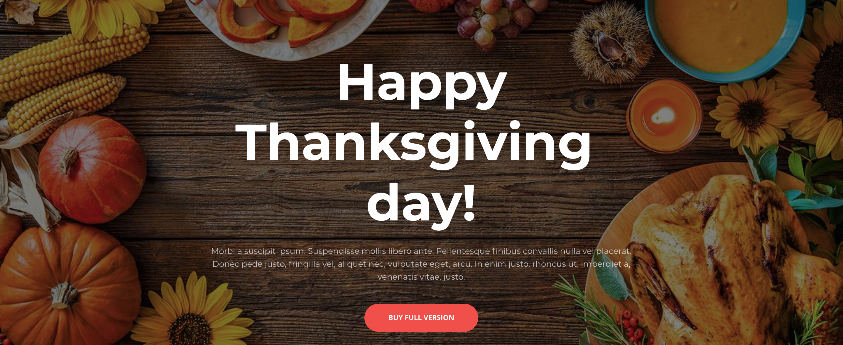 Happy
Thanksgiving
day!
Morbi a suscipit ipsum. Suspendisse mollis libero ante. Pellentesque finibus convallis nulla vel placerat.
Donec pede justo, fringilla vel, aliquet nec, vulputate eget, arcu. In enim justo, rhoncus ut, imperdiet a,
venenatis vitae, justo.
BUY FULL VERSION